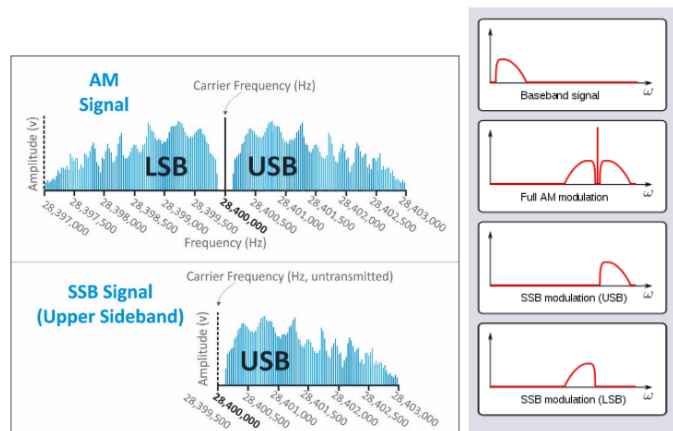 AM
Signal
Carrier Frequency (Hz)
Amplitude (v)
LSB
USB
28,397,000
28,397,500
28,398,000
28,398,500
28,399,000
28,399,500
28,400,000
28,400,500
28,401,000
28,401,500
28,402,000
28,402,500
28,403,000
Frequency (Hz)
SSB Signal
(Upper Sideband)
Carrier Frequency (Hz, untransmitted)
Amplitude (v)
USB
28,399,500
28,400,000
28,400,500
28,401,000
28,401,500
28,402,000
28,402,500
28,403,000
ω
Baseband signal
ω
Full AM modulation
ω
SSB modulation (USB)
ω
SSB modulation (LSB)